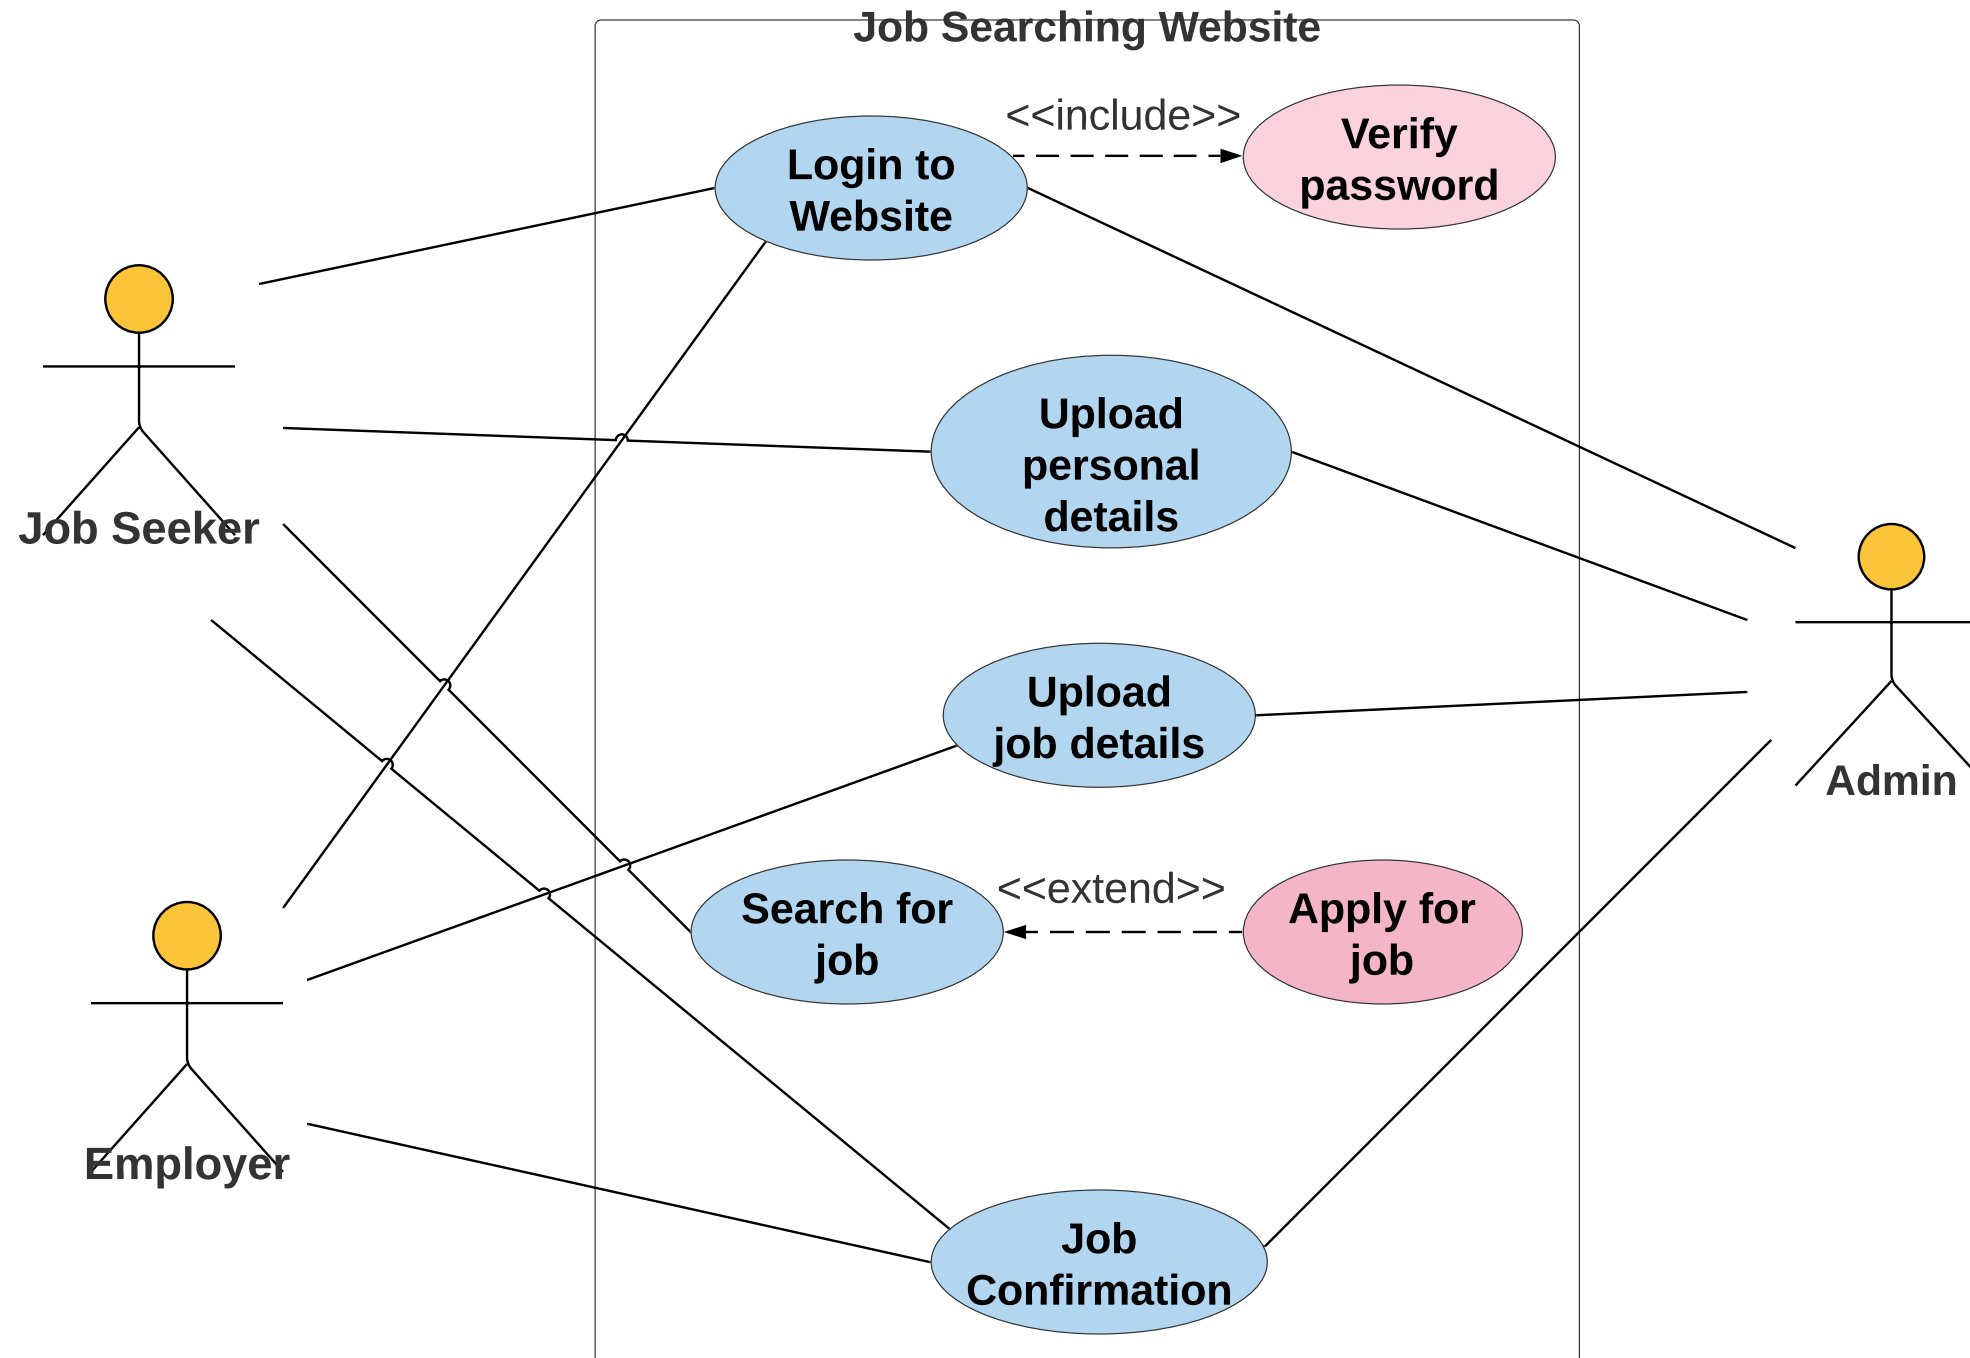 Job Searching Website
<<include>>
Verify
password
Login to
Website
Upload
personal
details
Job Seeker
Upload
job details
Admin
Search for
job
<<extend>>
Apply for
job
Employer
Job
Confirmation